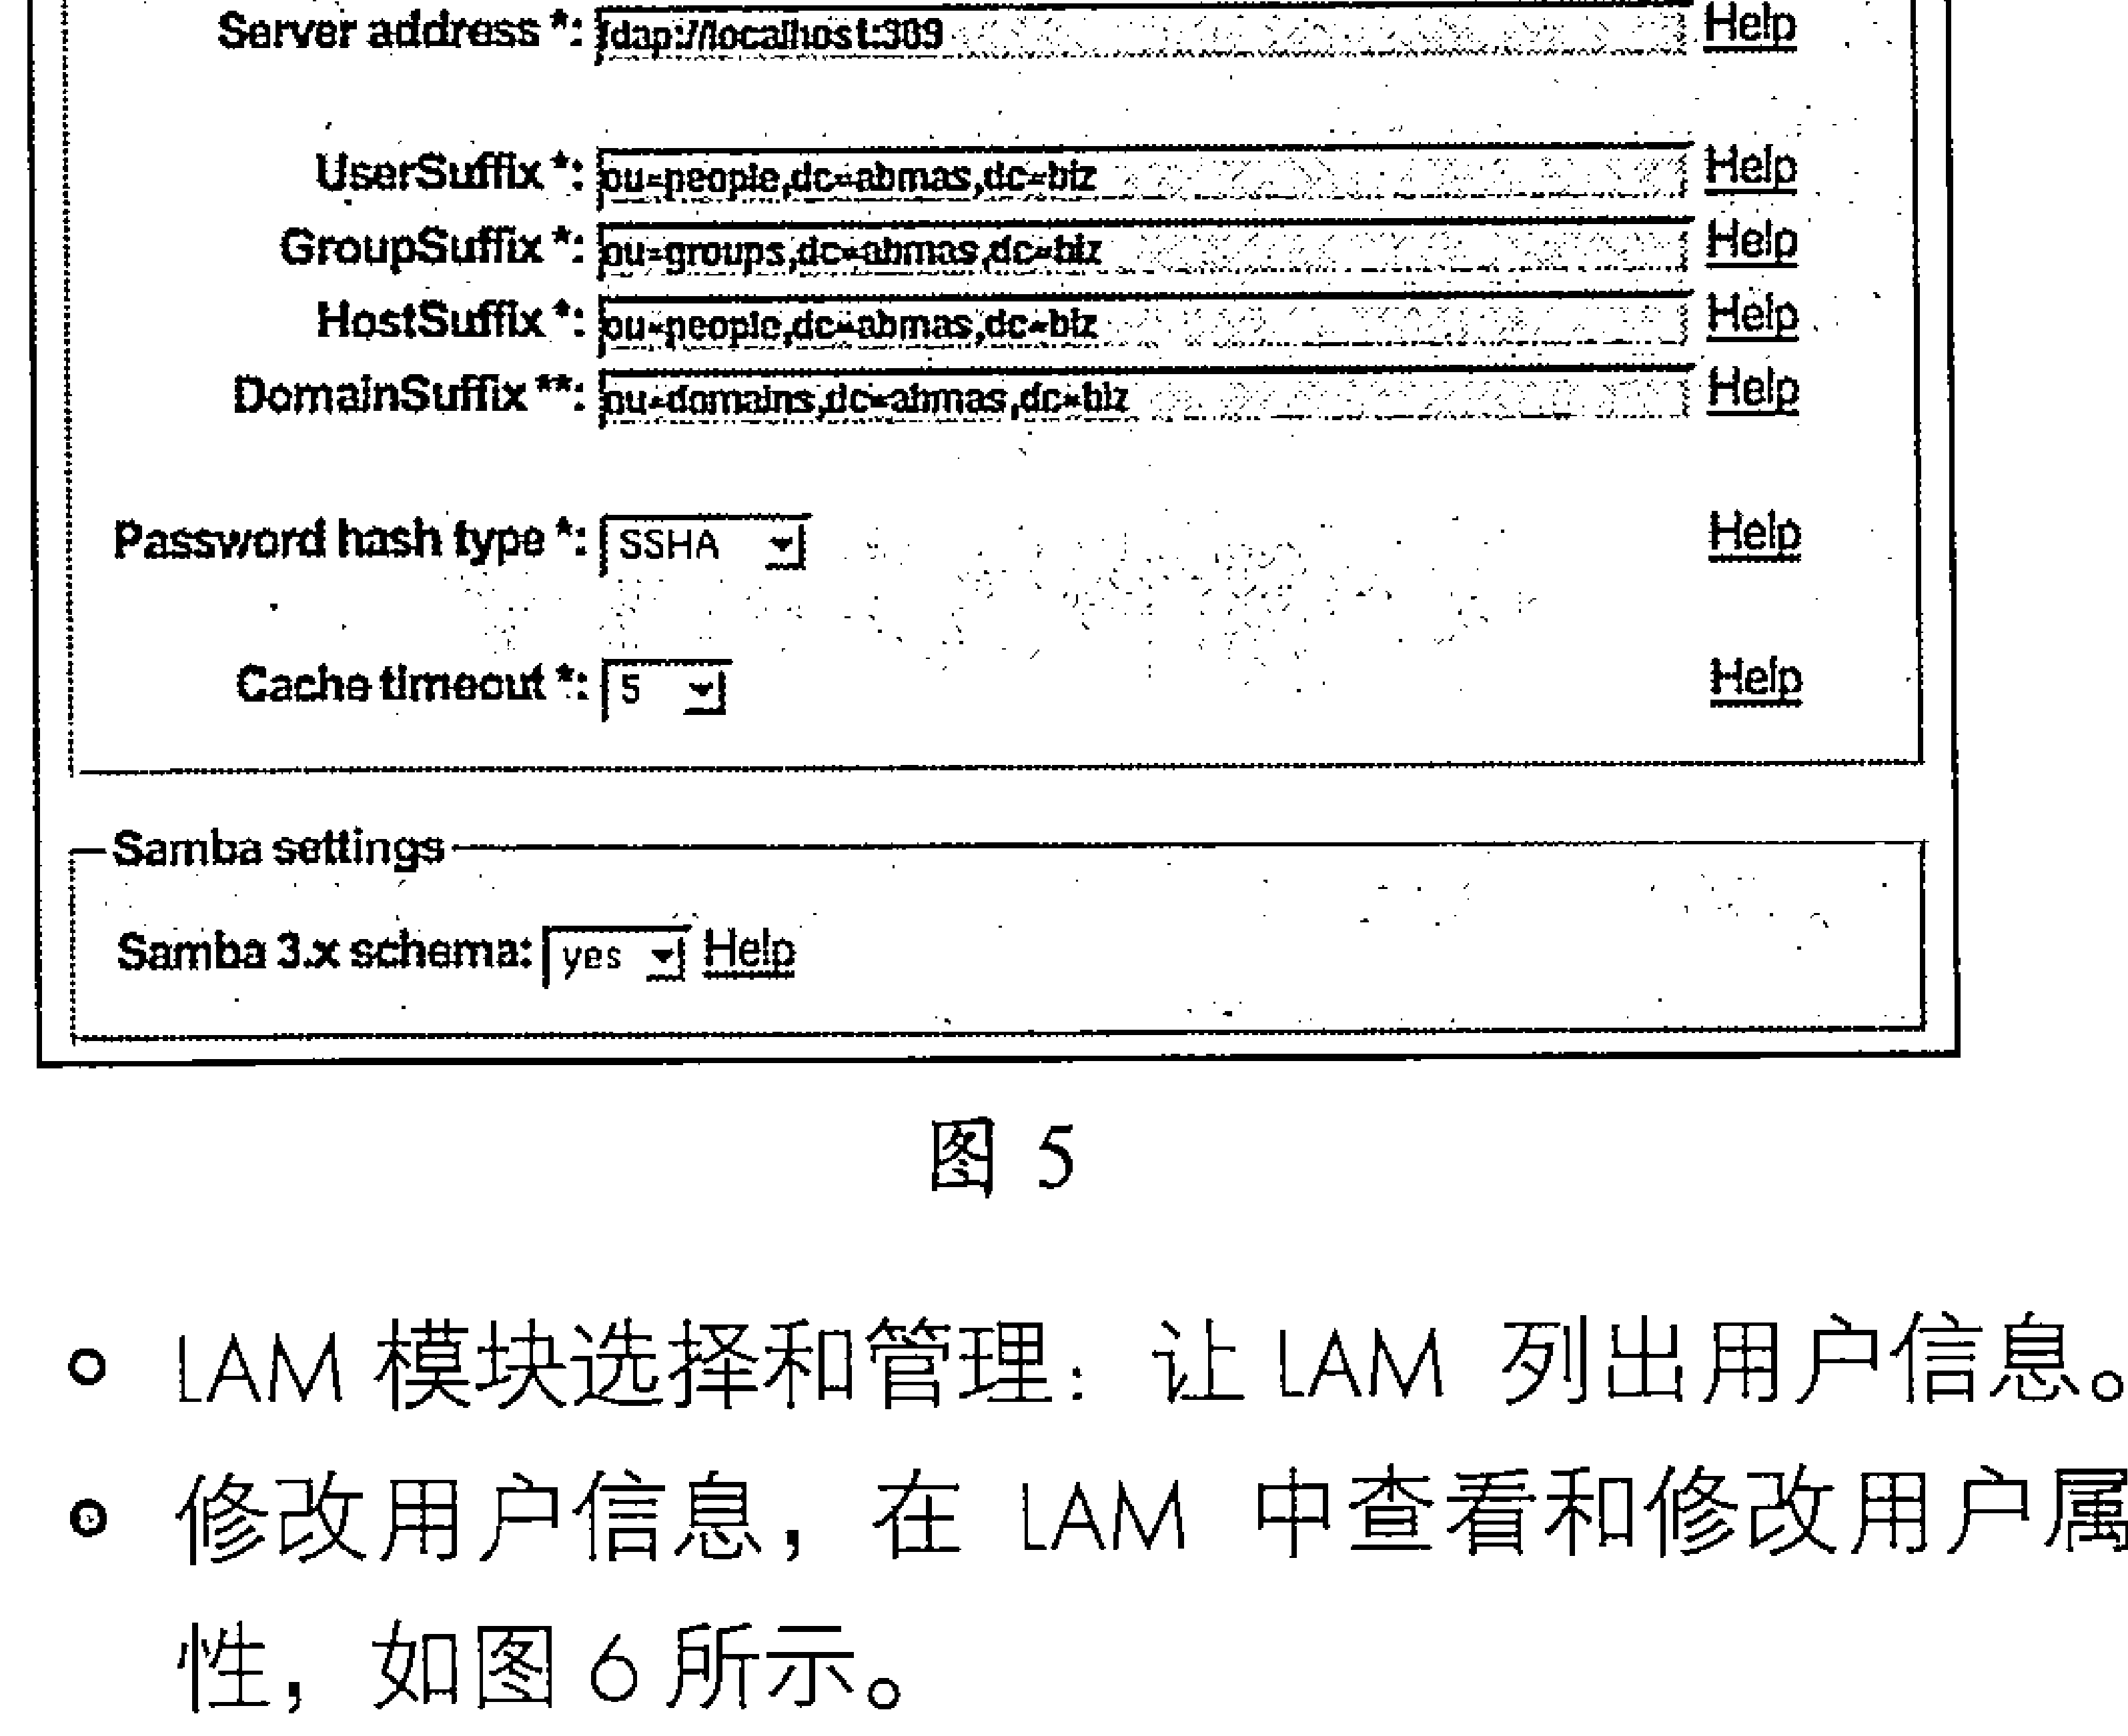 Server address *: ldap://localhost:389 Help
UserSuffix *: ou=people,dc=abmas,dc=biz Help
GroupSuffix *: ou=groups,dc=abmas,dc=biz Help
HostSuffix *: ou=people,dc=abmas,dc=biz Help
DomainSuffix **: ou=domains,dc=abmas,dc=biz Help
Password hash type *: SSHA Help
Cache timeout *: 5 Help
Samba settings
Samba 3.x schema: yes Help
图 5
LAM 模块选择和管理：让 LAM 列出用户信息。
修改用户信息，在 LAM 中查看和修改用户属
性，如图 6 所示。